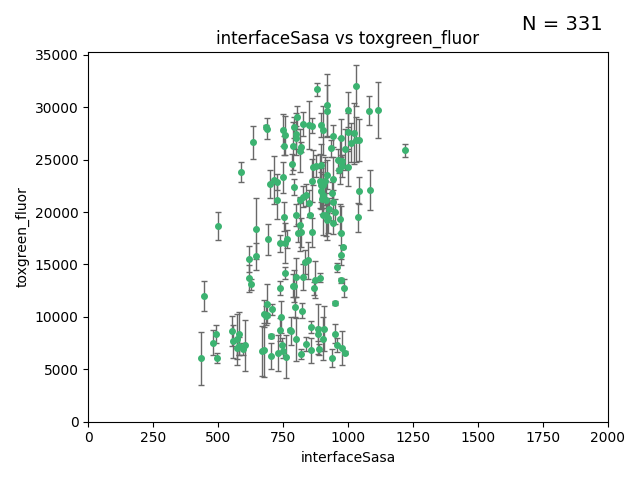 N = 331
interfaceSasa vs toxgreen_fluor
35000
30000
25000
20000
15000
10000
5000
0
toxgreen_fluor
0 250 500 750 1000 1250 1500 1750 2000
interfaceSasa